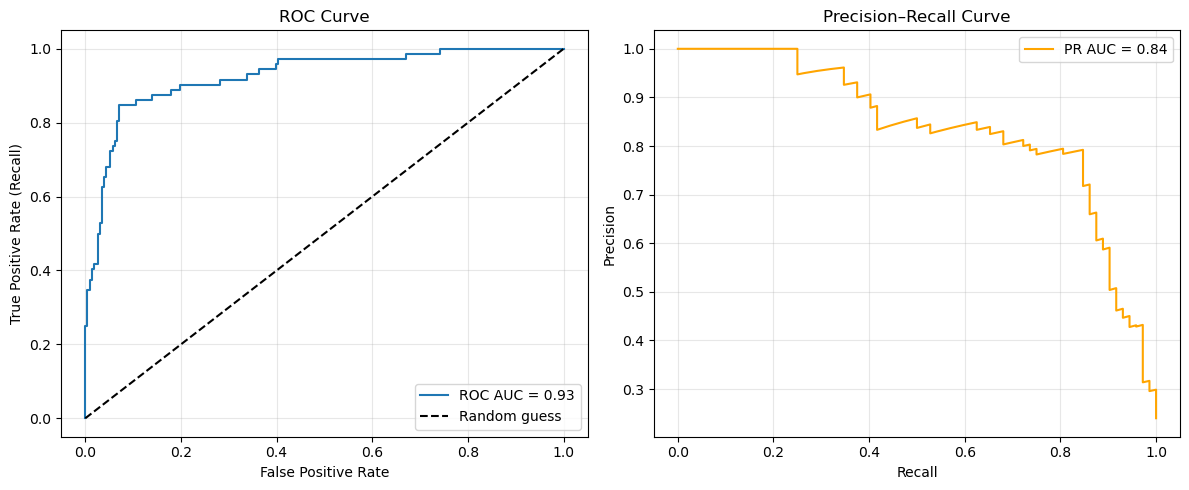 ROC Curve
True Positive Rate (Recall)
1.0
0.8
0.6
0.4
0.2
0.0
0.0 0.2 0.4 0.6 0.8 1.0
False Positive Rate
ROC AUC = 0.93
Random guess
Precision–Recall Curve
Precision
1.0
0.9
0.8
0.7
0.6
0.5
0.4
0.3
0.0 0.2 0.4 0.6 0.8 1.0
Recall
PR AUC = 0.84